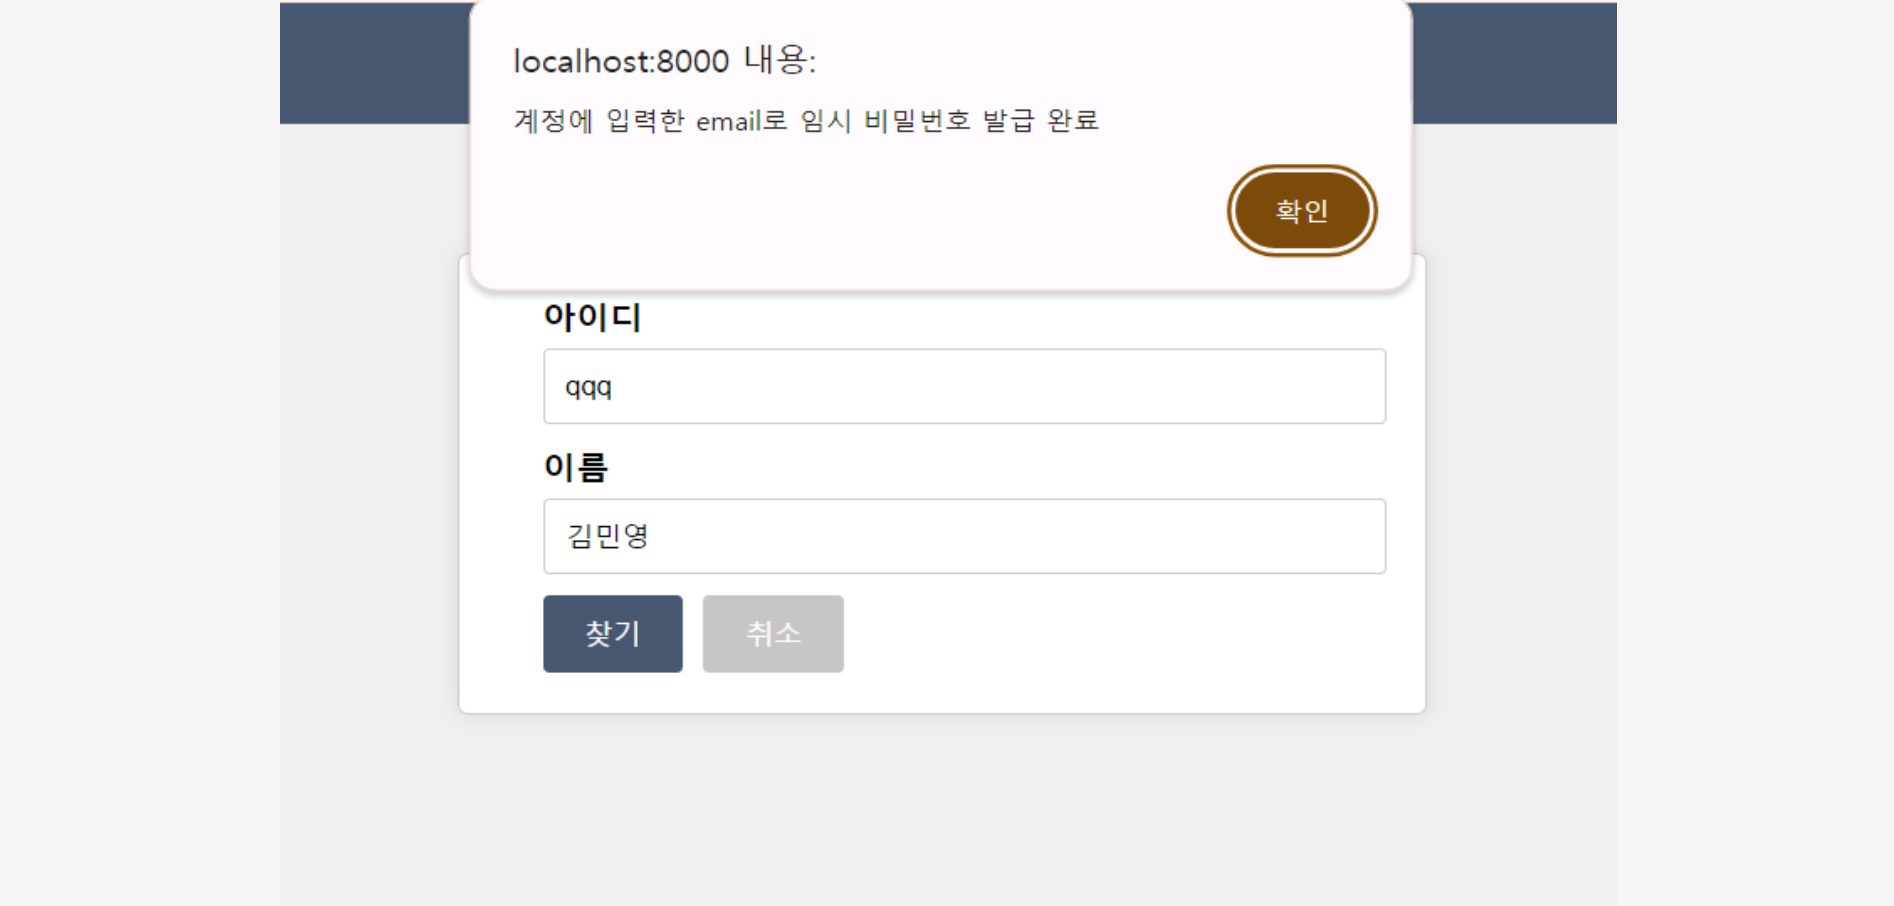 localhost:8000 내용:
계정에 입력한 email로 임시 비밀번호 발급 완료
확인
아이디
qqq
이름
김민영
찾기 취소